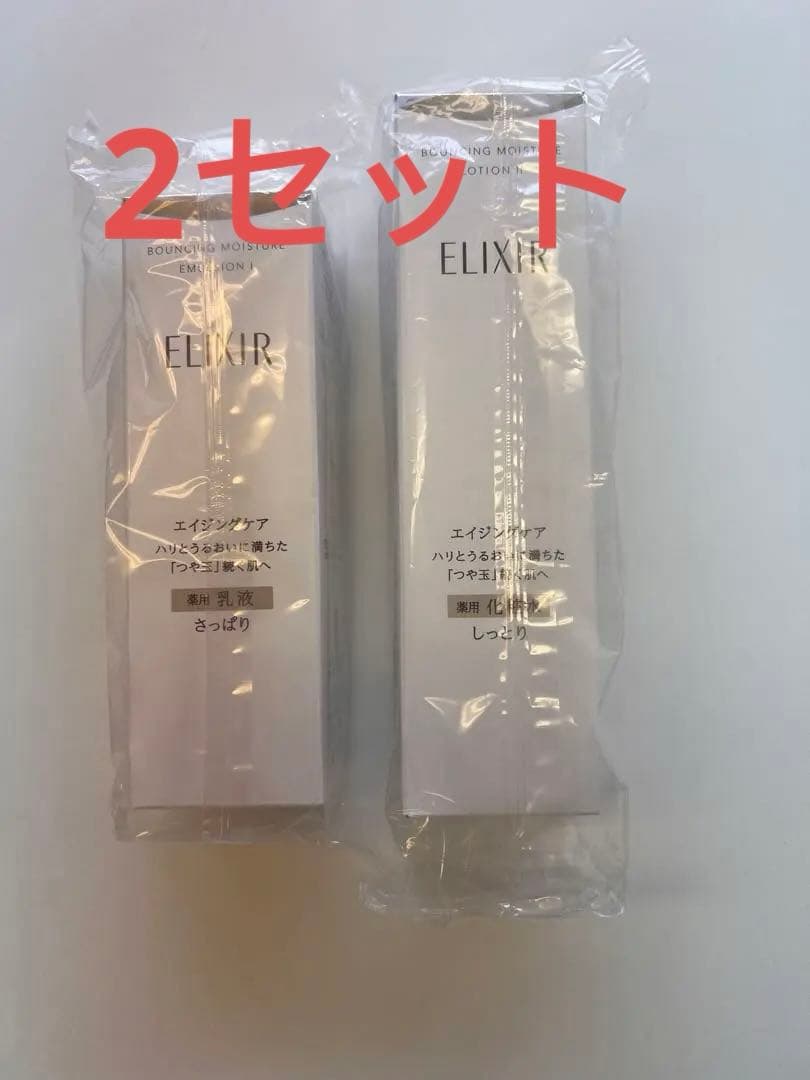 2セット
BOUNCING MOISTURE
EMULSION I
ELIXIR
エイジングケア
ハリとうるおいに満ちた
「つや玉」続く肌へ
薬用 乳液
さっぱり
BOUNCING MOISTURE
LOTION II
ELIXIR
エイジングケア
ハリとうるおいに満ちた
「つや玉」続く肌へ
薬用 化粧水
しっとり